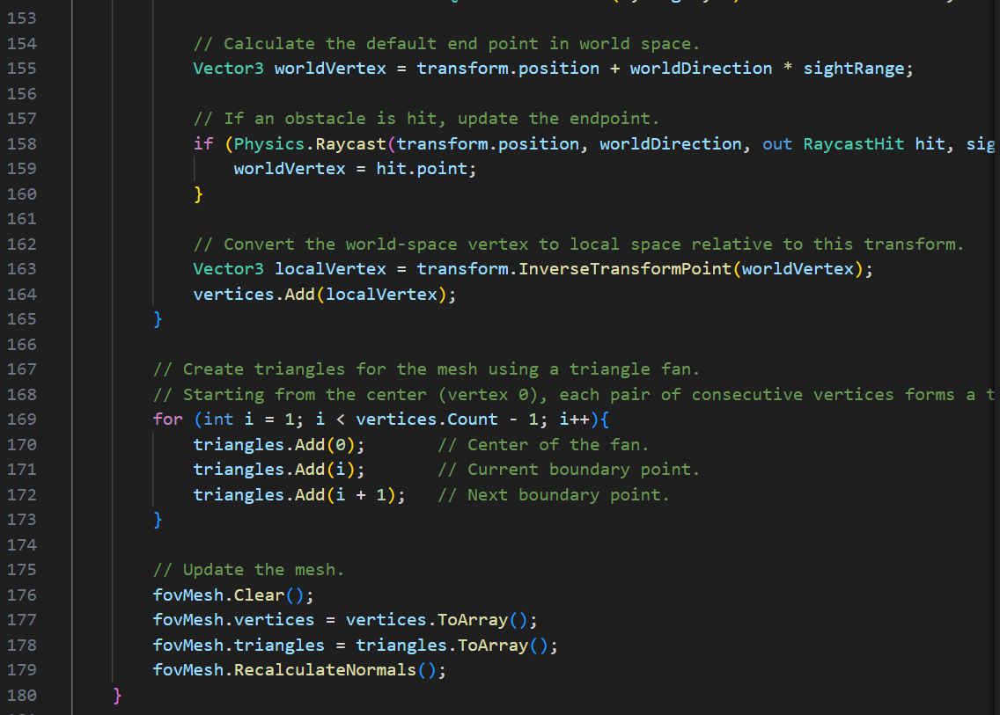 153
154 // Calculate the default end point in world space.
155 Vector3 worldVertex = transform.position + worldDirection * sightRange;
156
157 // If an obstacle is hit, update the endpoint.
158 if (Physics.Raycast(transform.position, worldDirection, out RaycastHit hit, sig
159 worldVertex = hit.point;
160 }
161
162 // Convert the world-space vertex to local space relative to this transform.
163 Vector3 localVertex = transform.InverseTransformPoint(worldVertex);
164 vertices.Add(localVertex);
165 }
166
167 // Create triangles for the mesh using a triangle fan.
168 // Starting from the center (vertex 0), each pair of consecutive vertices forms a t
169 for (int i = 1; i < vertices.Count - 1; i++){
170 triangles.Add(0); // Center of the fan.
171 triangles.Add(i); // Current boundary point.
172 triangles.Add(i + 1); // Next boundary point.
173 }
174
175 // Update the mesh.
176 fovMesh.Clear();
177 fovMesh.vertices = vertices.ToArray();
178 fovMesh.triangles = triangles.ToArray();
179 fovMesh.RecalculateNormals();
180 }